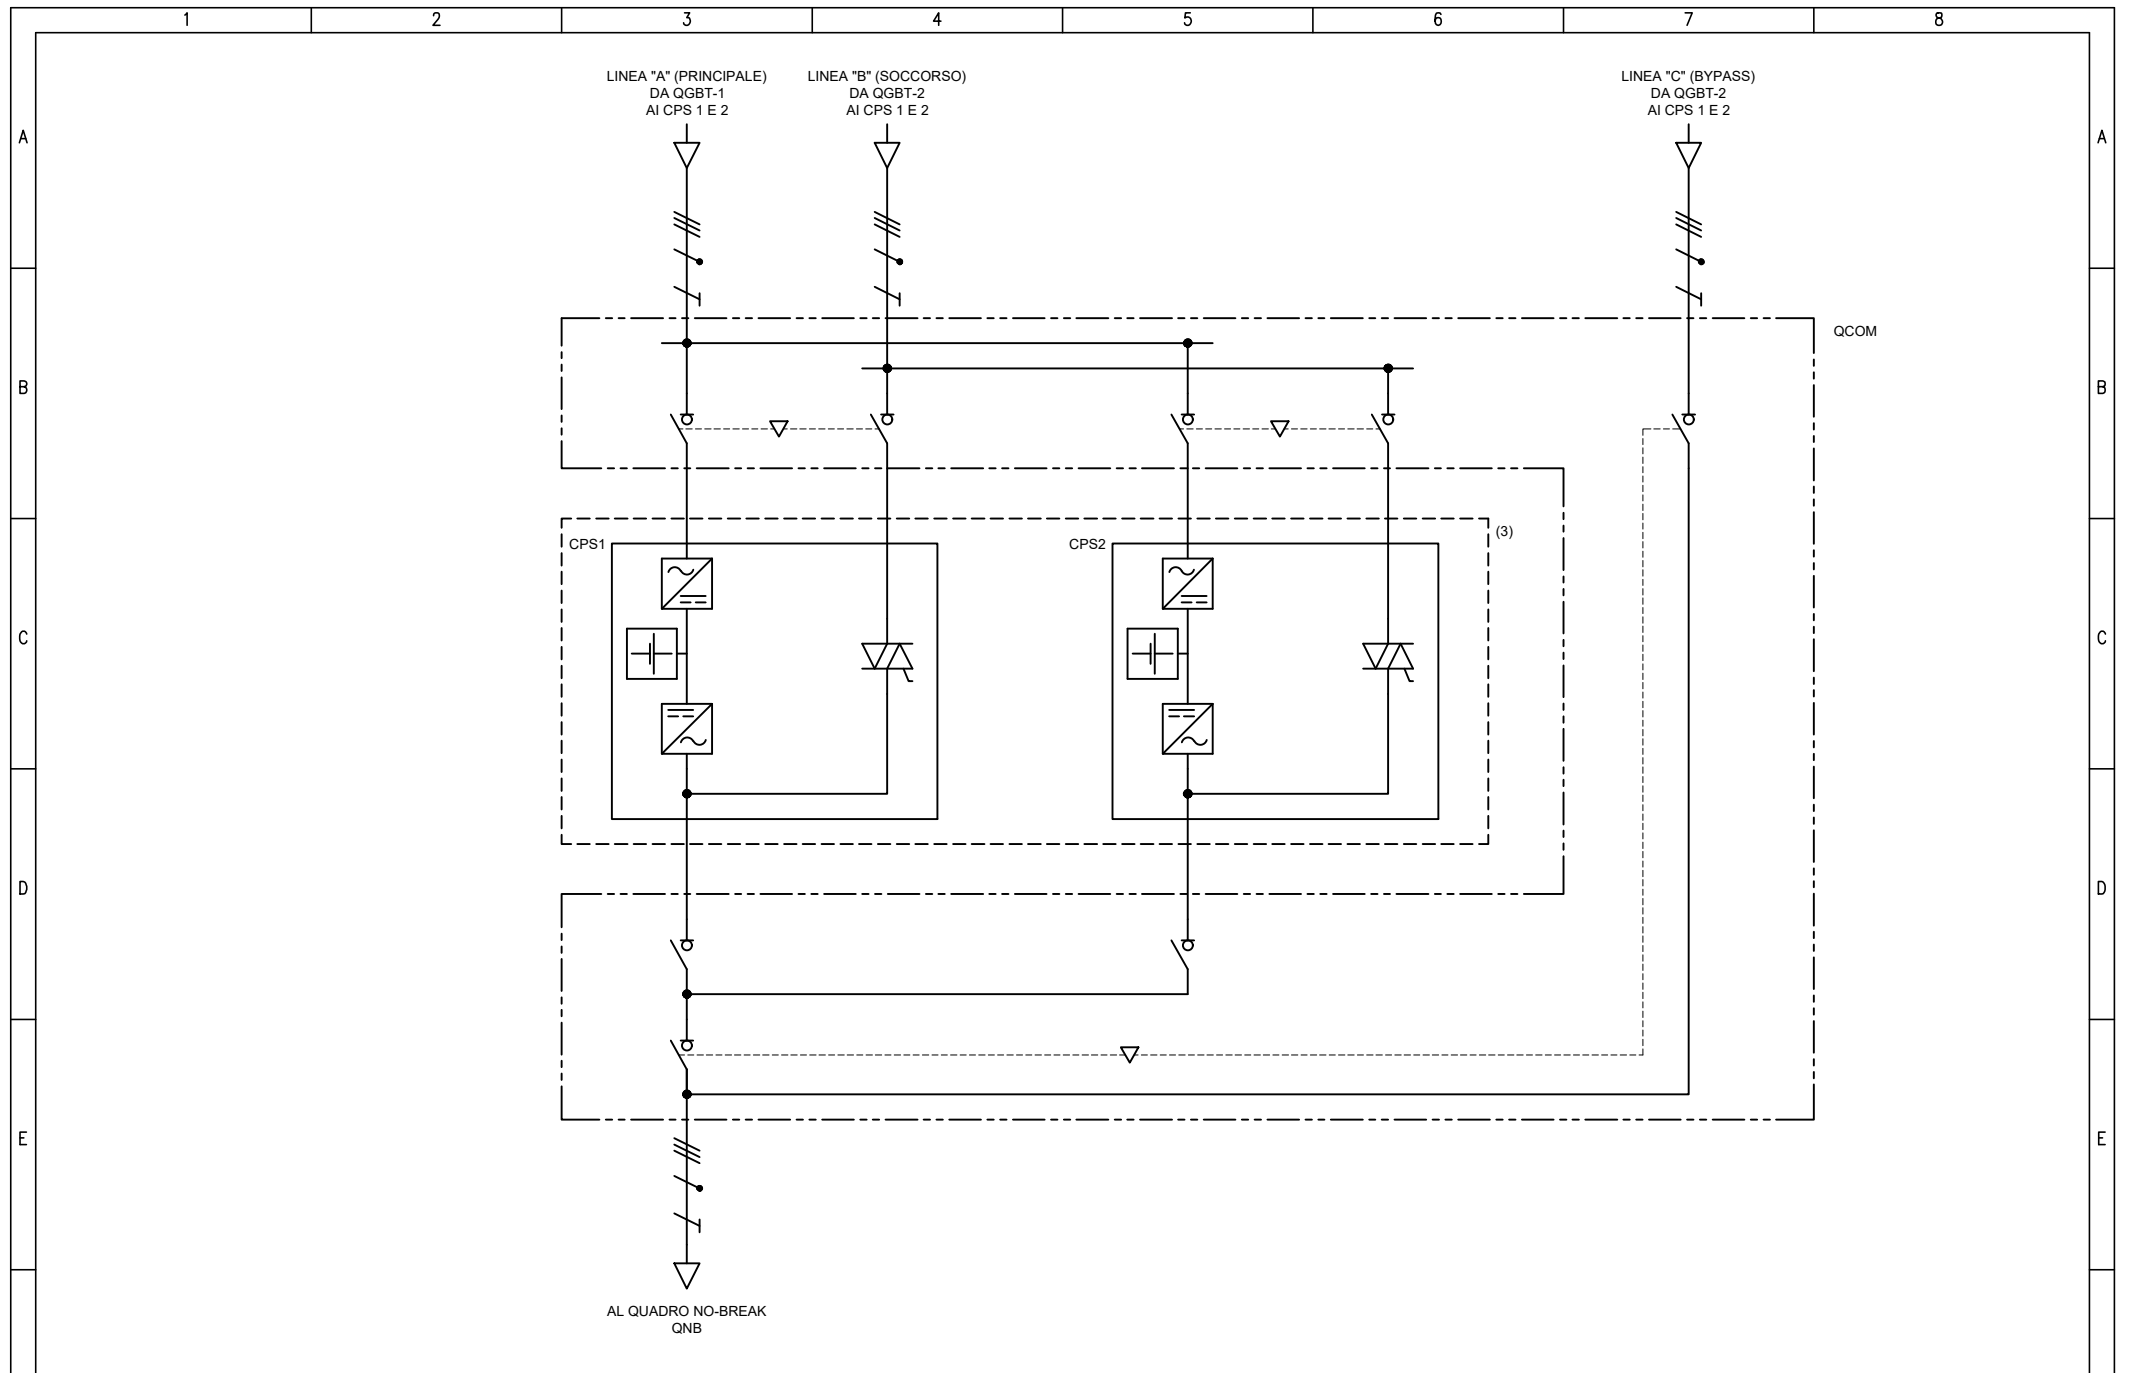 1 2 3 4 5 6 7 8
LINEA "A" (PRINCIPALE)
DA QGBT-1
AI CPS 1 E 2
LINEA "B" (SOCCORSO)
DA QGBT-2
AI CPS 1 E 2
LINEA "C" (BYPASS)
DA QGBT-2
AI CPS 1 E 2
A A
QCOM
B B
(3)
CPS1
CPS2
C C
D D
E E
AL QUADRO NO-BREAK
QNB